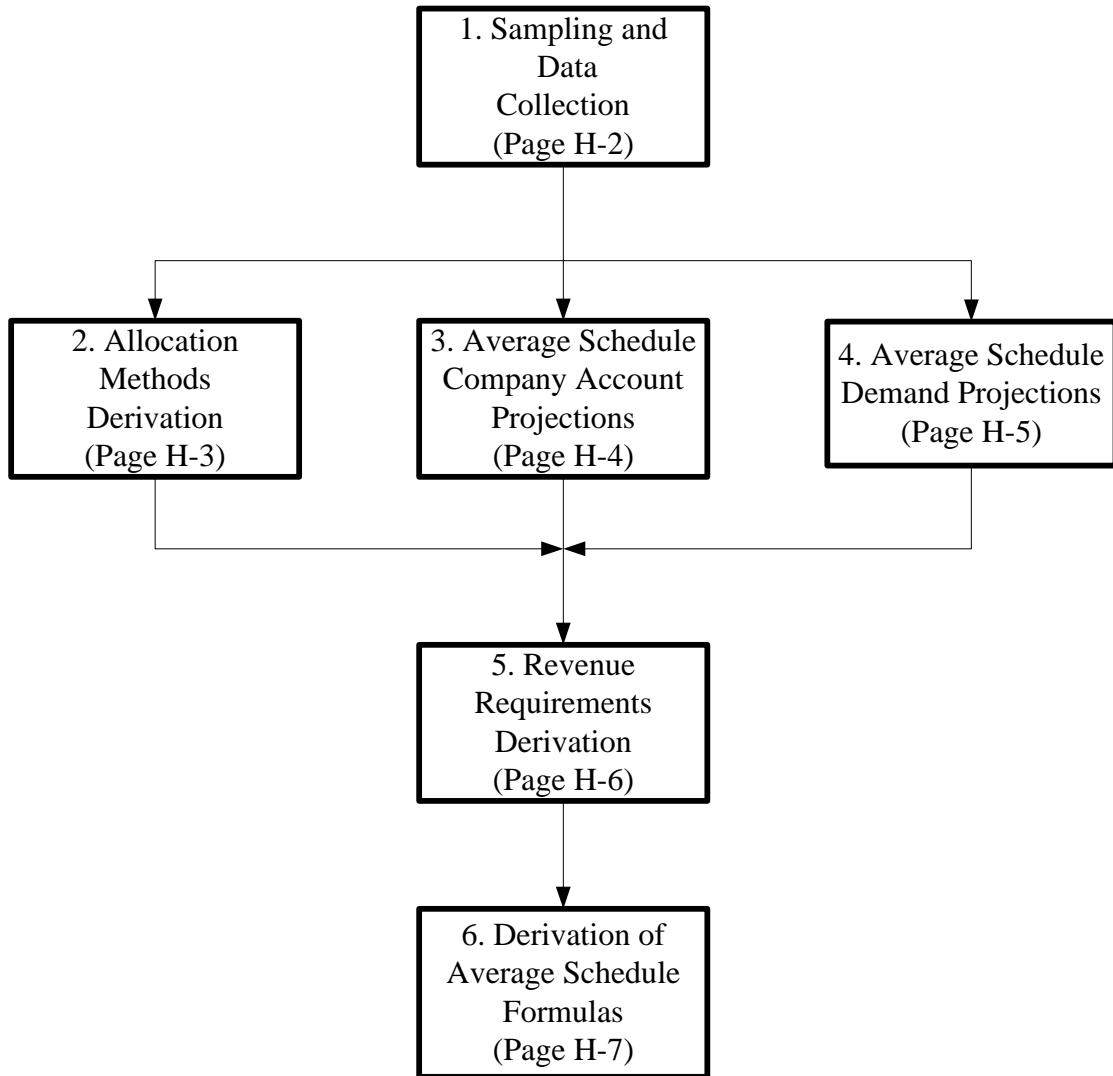 1. Sampling and
Data
Collection
(Page H-2)
2. Allocation
Methods
Derivation
(Page H-3)
3. Average Schedule
Company Account
Projections
(Page H-4)
4. Average Schedule
Demand Projections
(Page H-5)
5. Revenue
Requirements
Derivation
(Page H-6)
6. Derivation of
Average Schedule
Formulas
(Page H-7)